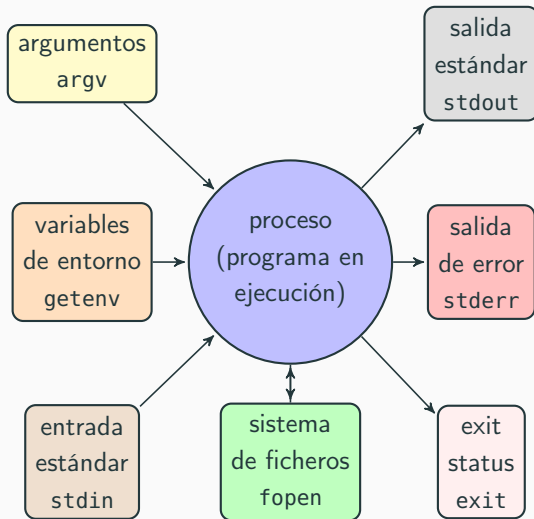 argumentos
argv
salida
estándar
stdout
variables
de entorno
getenv
proceso
(programa en
ejecución)
salida
de error
stderr
entrada
estándar
stdin
sistema
de ficheros
fopen
exit
status
exit